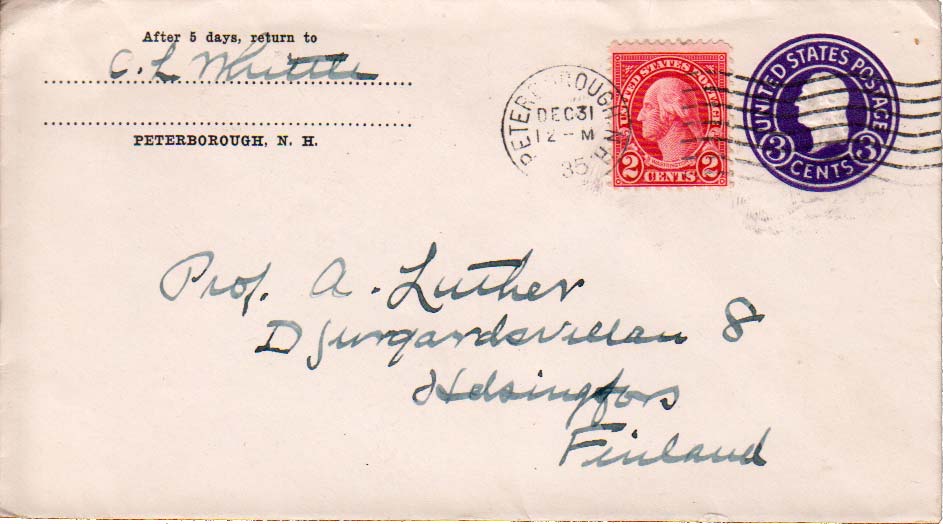 After 5 days, return to
C. L. Whittle
PETERBOROUGH, N. H.
PETERBOROUGH N.H.
DEC 31
12 - M
35
UNITED STATES POSTAGE
WASHINGTON
2 CENTS 2
UNITED STATES POSTAGE
3 CENTS 3
Prof. A. Luther
Djurgardsvillan 8
Helsingfors
Finland